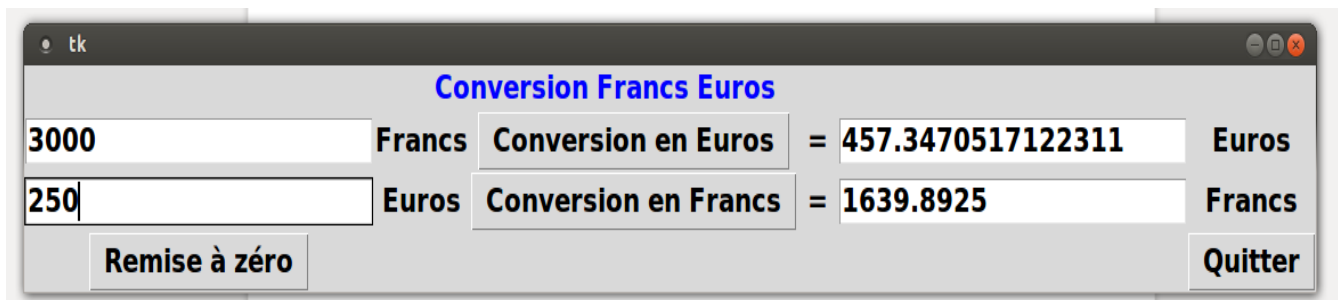 tk
Conversion Francs Euros
3000 Francs Conversion en Euros = 457.3470517122311 Euros
250 Euros Conversion en Francs = 1639.8925 Francs
Remise à zéro Quitter